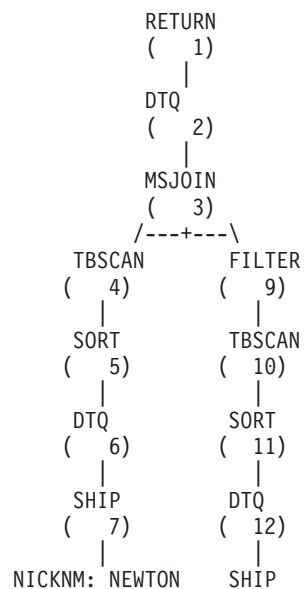 RETURN
( 1)
|
DTQ
( 2)
|
MSJOIN
( 3)
/---+---\
TBSCAN FILTER
( 4) ( 9)
| |
SORT TBSCAN
( 5) ( 10)
| |
DTQ SORT
( 6) ( 11)
| |
SHIP DTQ
( 7) ( 12)
| |
NICKNM: NEWTON SHIP